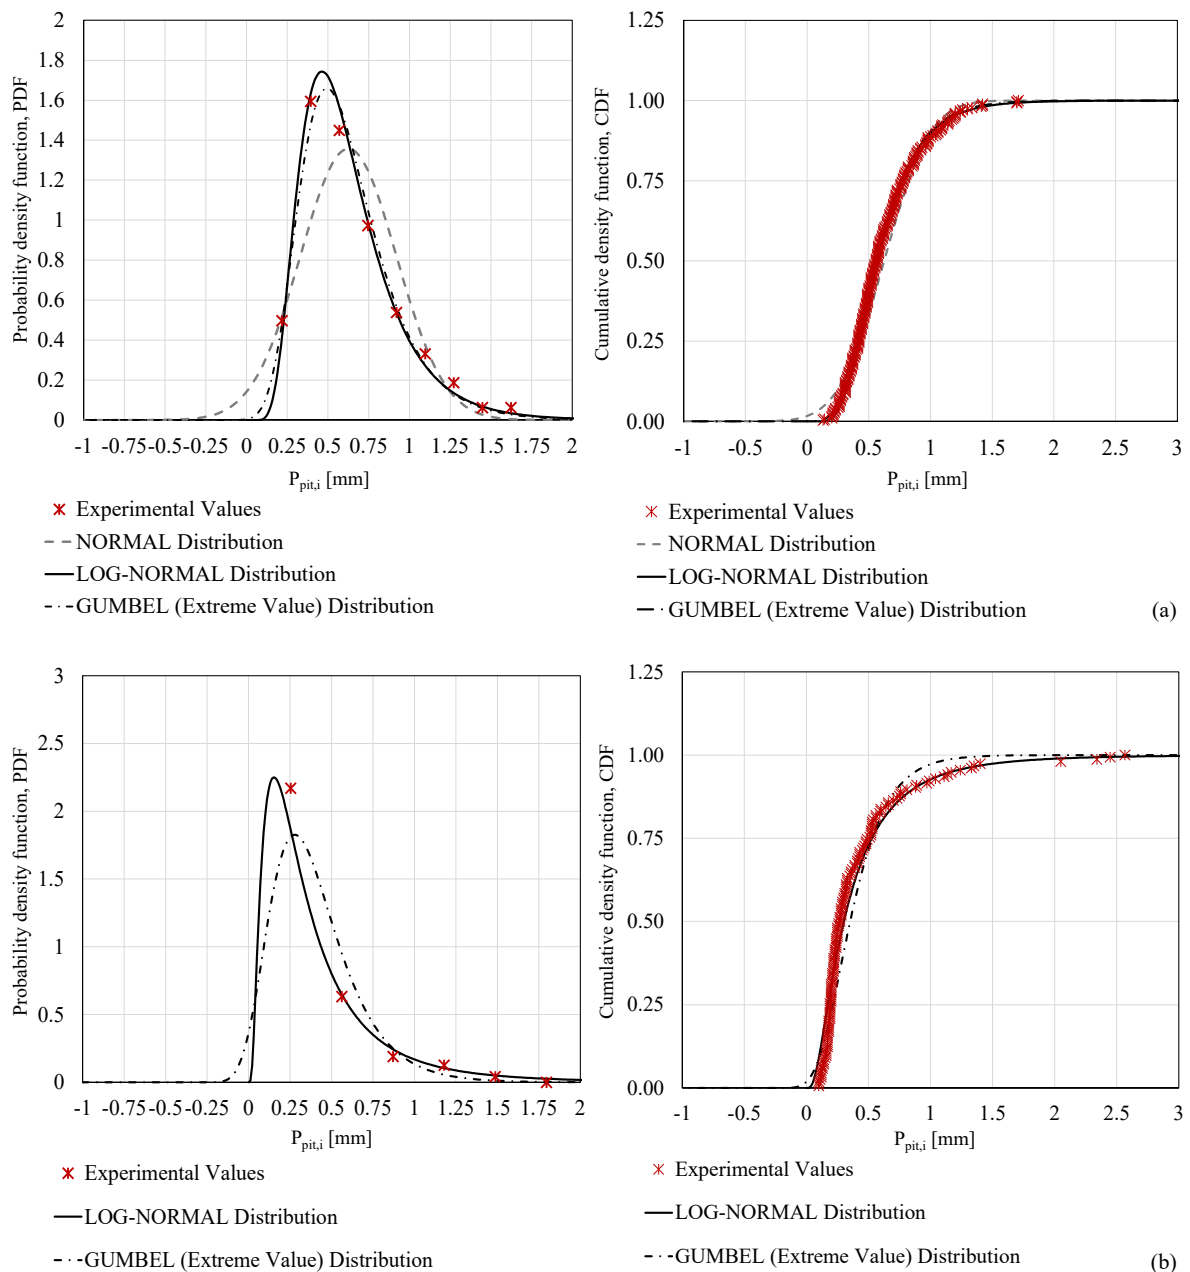 Probability density function, PDF
2
1.8
1.6
1.4
1.2
1
0.8
0.6
0.4
0.2
0
-1 -0.75 -0.5 -0.25 0 0.25 0.5 0.75 1 1.25 1.5 1.75 2
Ppit,i [mm]
Experimental Values
NORMAL Distribution
LOG-NORMAL Distribution
GUMBEL (Extreme Value) Distribution
Cumulative density function, CDF
1.25
1.00
0.75
0.50
0.25
0.00
-1 -0.5 0 0.5 1 1.5 2 2.5 3
Ppit,i [mm]
Experimental Values
NORMAL Distribution
LOG-NORMAL Distribution
GUMBEL (Extreme Value) Distribution
(a)
Probability density function, PDF
3
2.5
2
1.5
1
0.5
0
-1 -0.75 -0.5 -0.25 0 0.25 0.5 0.75 1 1.25 1.5 1.75 2
Ppit,i [mm]
Experimental Values
LOG-NORMAL Distribution
GUMBEL (Extreme Value) Distribution
Cumulative density function, CDF
1.25
1.00
0.75
0.50
0.25
0.00
-1 -0.5 0 0.5 1 1.5 2 2.5 3
Ppit,i [mm]
Experimental Values
LOG-NORMAL Distribution
GUMBEL (Extreme Value) Distribution
(b)